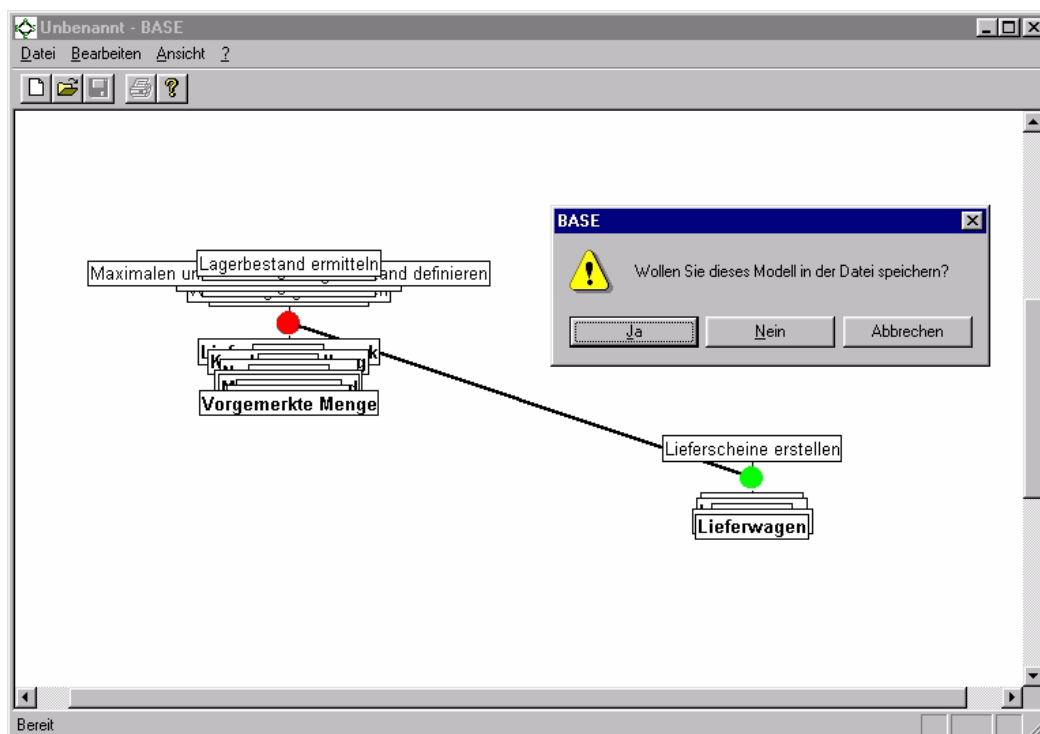 Unbenannt - BASE
Datei Bearbeiten Ansicht ?
BASE
Wollen Sie dieses Modell in der Datei speichern?
Ja Nein Abbrechen
Lagerbestand ermitteln
Maximalen and definieren
Vorgemerkte Menge
Lieferscheine erstellen
Lieferwagen
Bereit